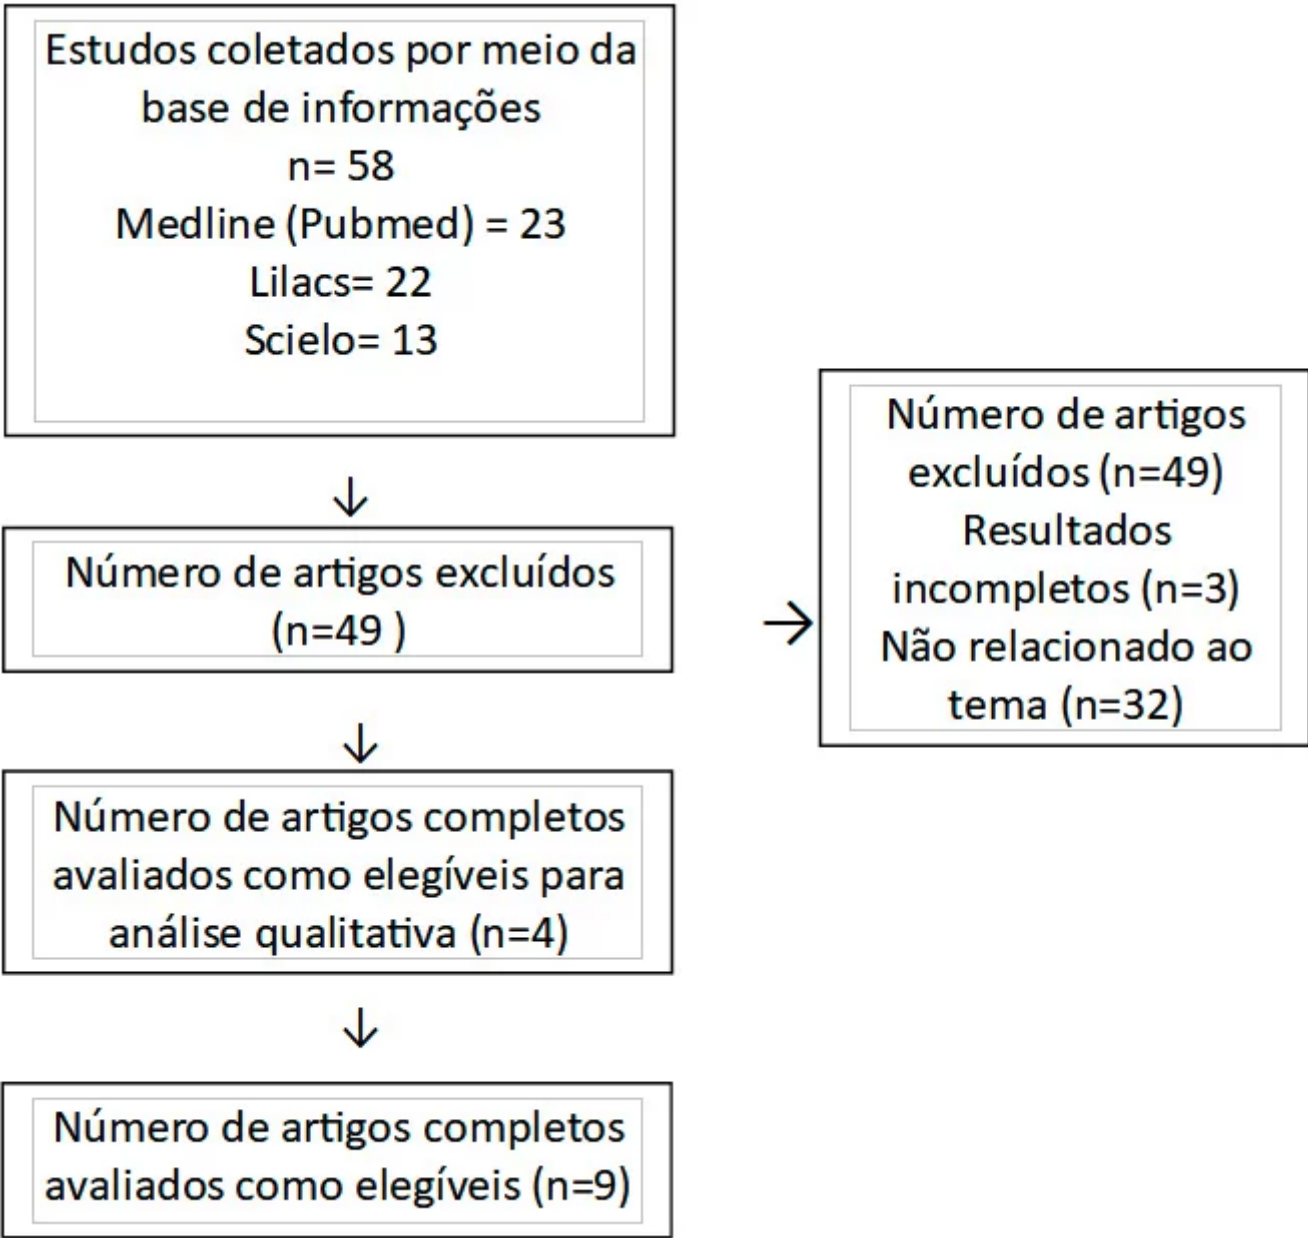 Estudos coletados por meio da
base de informações
n= 58
Medline (Pubmed) = 23
Lilacs= 22
Scielo= 13
↓
Número de artigos excluídos
(n=49 )
→
Número de artigos
excluídos (n=49)
Resultados
incompletos (n=3)
Não relacionado ao
tema (n=32)
↓
Número de artigos completos
avaliados como elegíveis para
análise qualitativa (n=4)
↓
Número de artigos completos
avaliados como elegíveis (n=9)